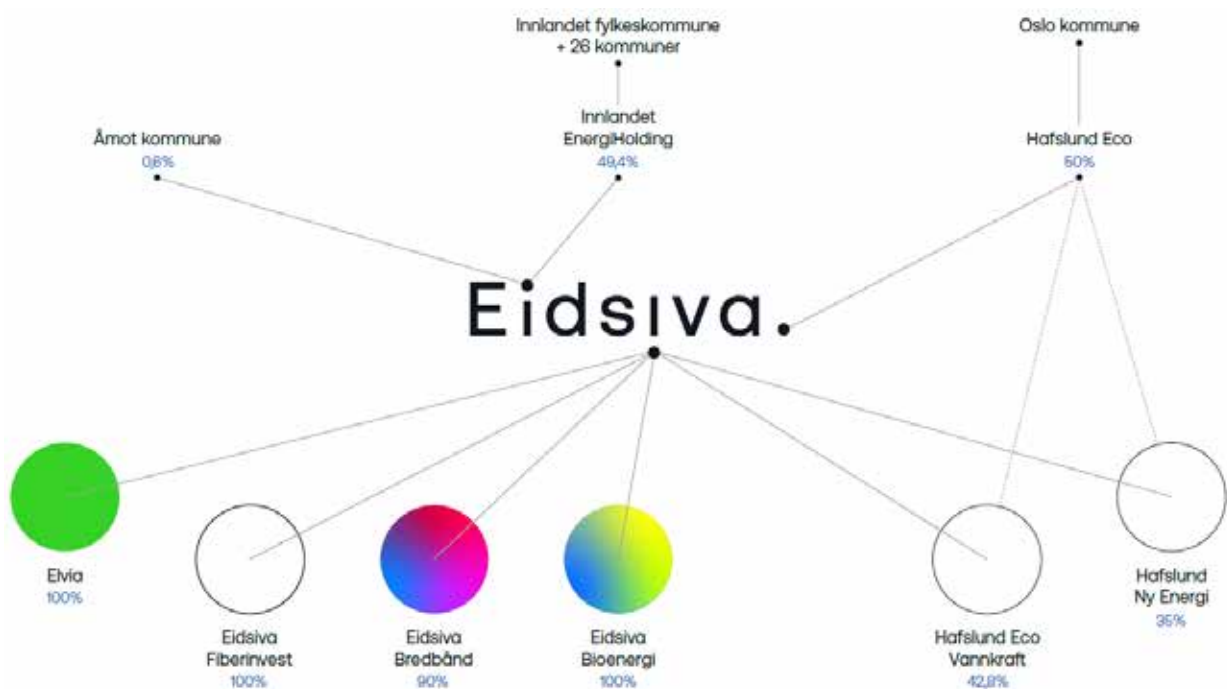 Innlandet fylkeskommune
+ 26 kommuner
Oslo kommune
Åmot kommune
0,6%
Innlandet
EnergiHolding
49,4%
Hafslund Eco
50%
Eidsiva.
Elvia
100%
Eidsiva
Fiberinvest
100%
Eidsiva
Bredbånd
90%
Eidsiva
Bioenergi
100%
Hafslund Eco
Vannkraft
42,8%
Hafslund
Ny Energi
35%